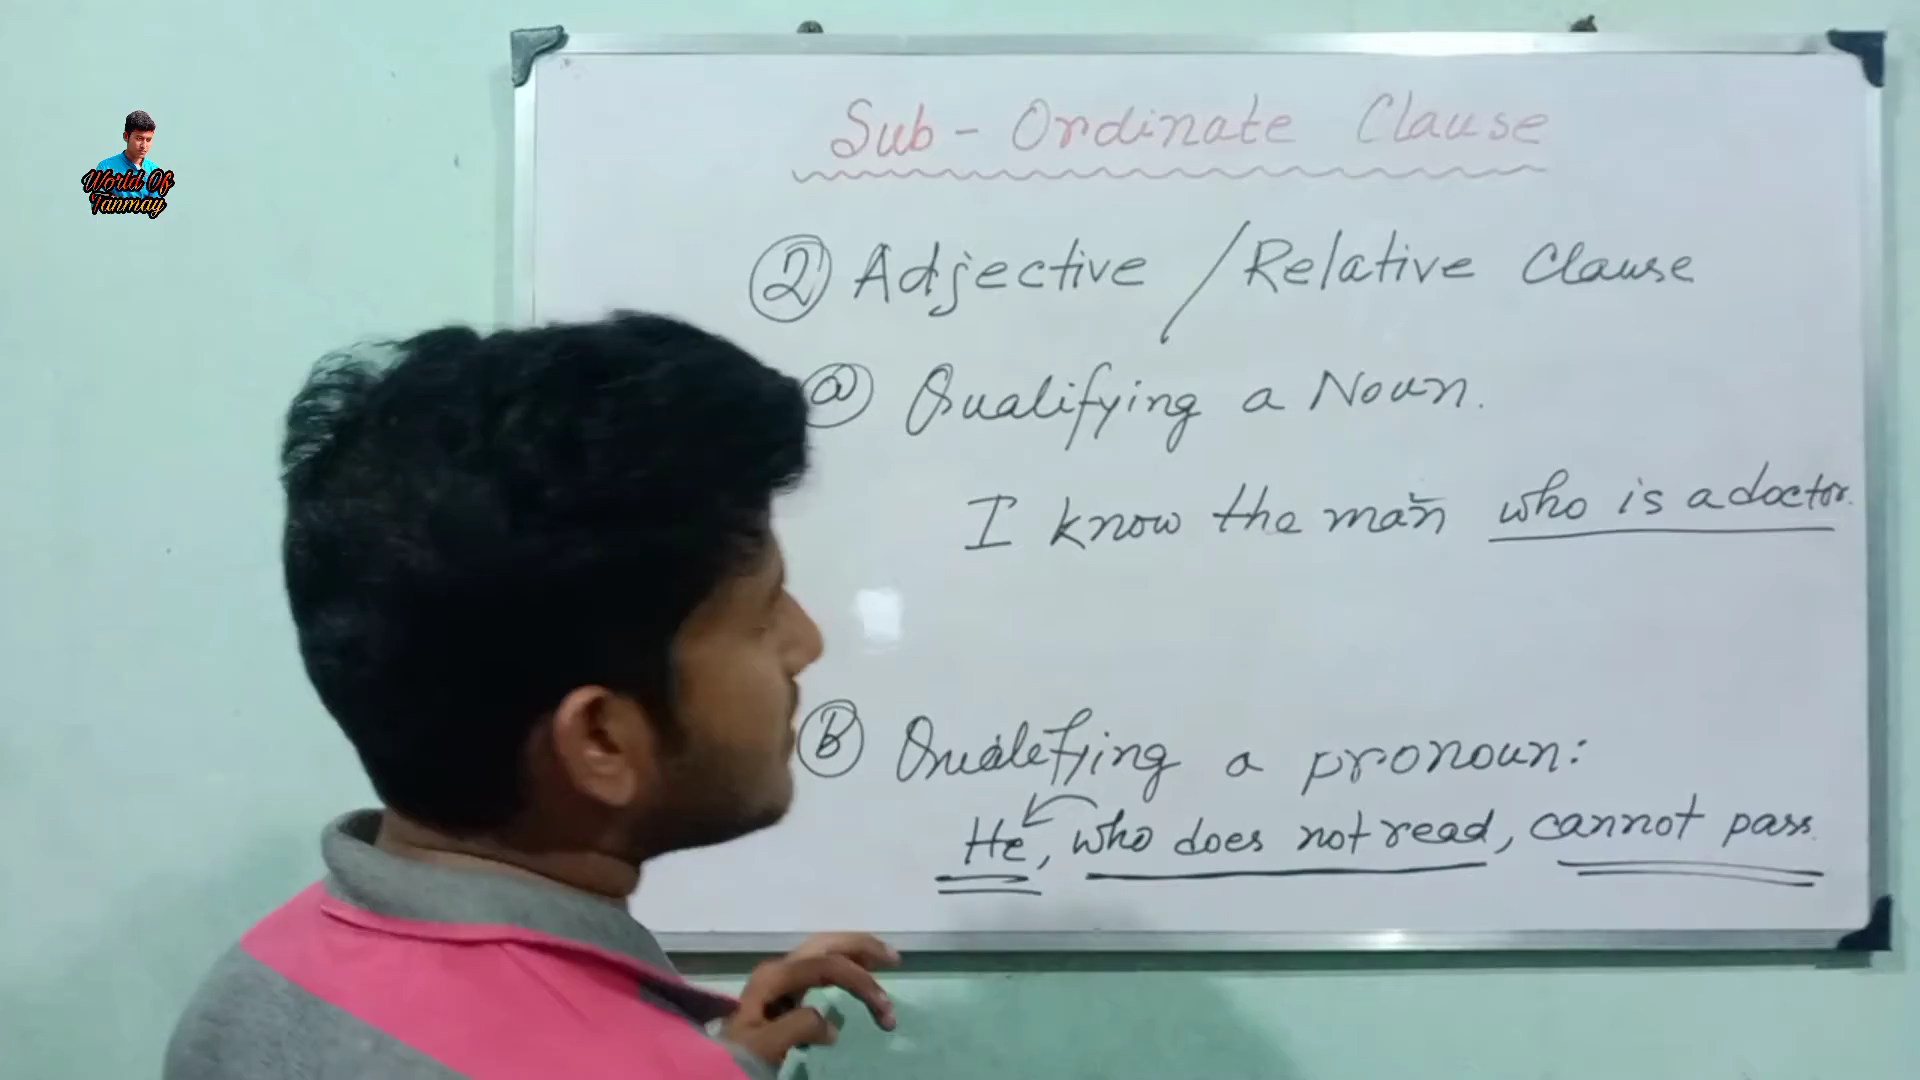 World Of
Tanmay
Sub-Ordinate Clause
② Adjective / Relative Clause
ⓐ Qualifying a Noun.
I know the man who is a doctor.
Ⓑ Qualefying a pronoun:
He, who does not read, cannot pass.